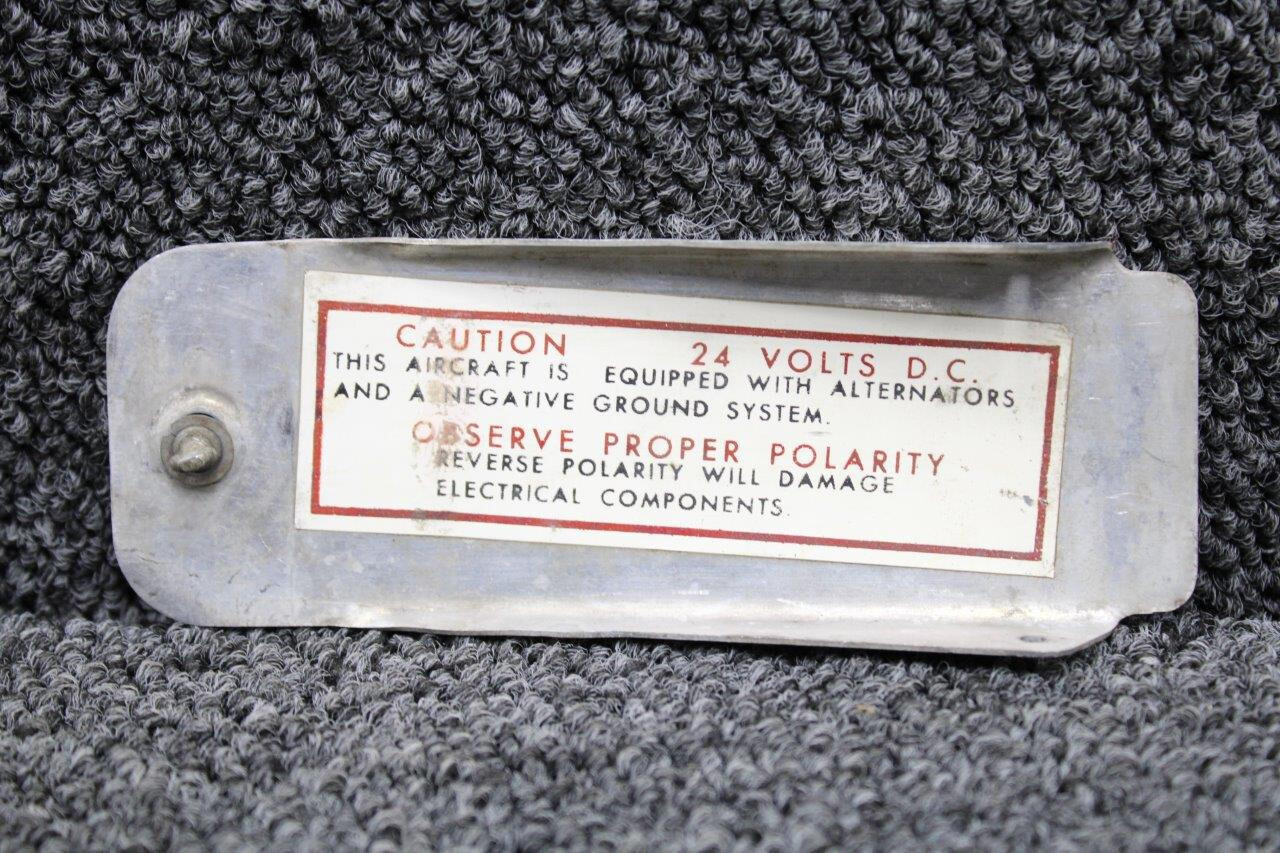 CAUTION 24 VOLTS D.C.
THIS AIRCRAFT IS EQUIPPED WITH ALTERNATORS
AND A NEGATIVE GROUND SYSTEM.
OBSERVE PROPER POLARITY
REVERSE POLARITY WILL DAMAGE
ELECTRICAL COMPONENTS.